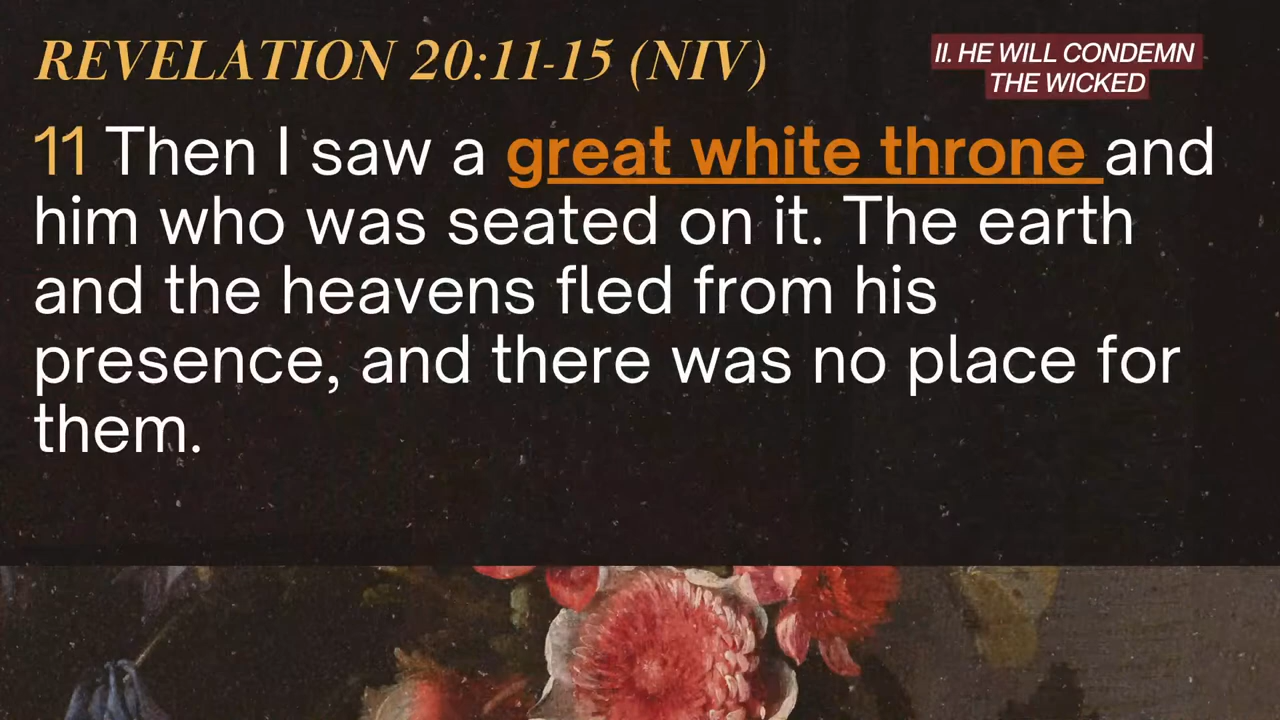 REVELATION 20:11-15 (NIV)
II. HE WILL CONDEMN
THE WICKED
11 Then I saw a great white throne and
him who was seated on it. The earth
and the heavens fled from his
presence, and there was no place for
them.